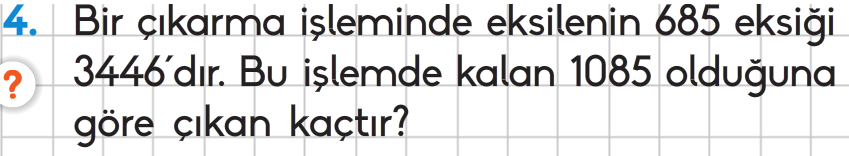 4. Bir çıkarma işleminde eksilenin 685 eksiği
? 3446'dır. Bu işlemde kalan 1085 olduğuna
göre çıkan kaçtır?